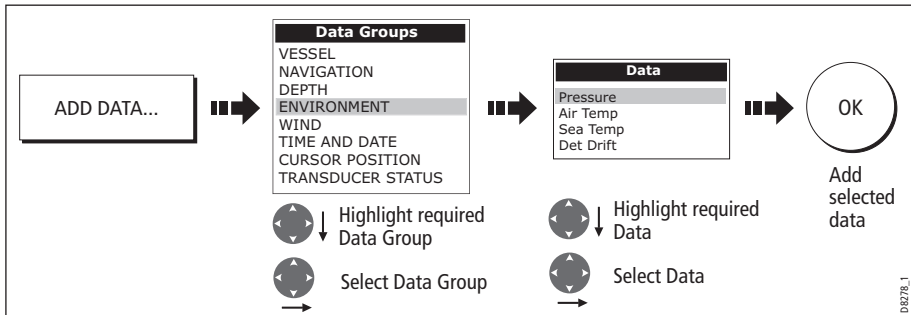 ADD DATA...
Data Groups
VESSEL
NAVIGATION
DEPTH
ENVIRONMENT
WIND
TIME AND DATE
CURSOR POSITION
TRANSDUCER STATUS
Highlight required
Data Group
Select Data Group
Data
Pressure
Air Temp
Sea Temp
Det Drift
Highlight required
Data
Select Data
OK
Add
selected
data
D8278_1